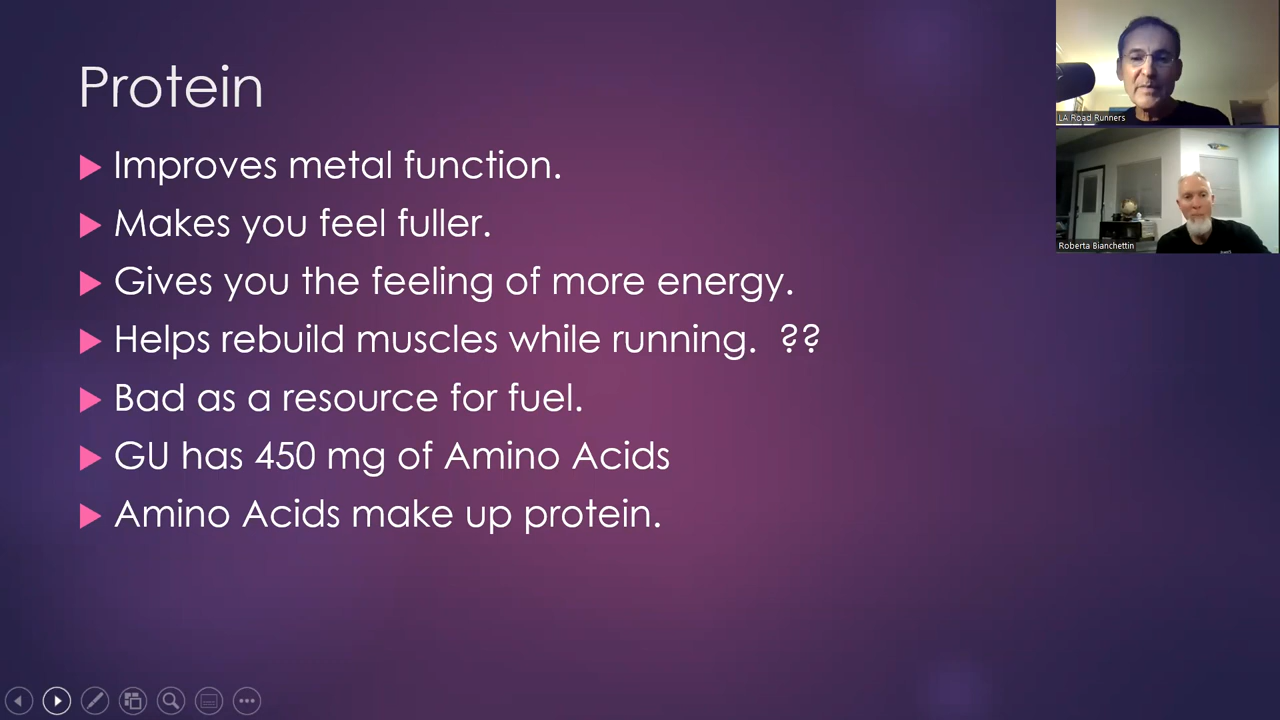 Protein
Improves metal function.
Makes you feel fuller.
Gives you the feeling of more energy.
Helps rebuild muscles while running. ??
Bad as a resource for fuel.
GU has 450 mg of Amino Acids
Amino Acids make up protein.
LA Road Runners
Roberta Bianchettin